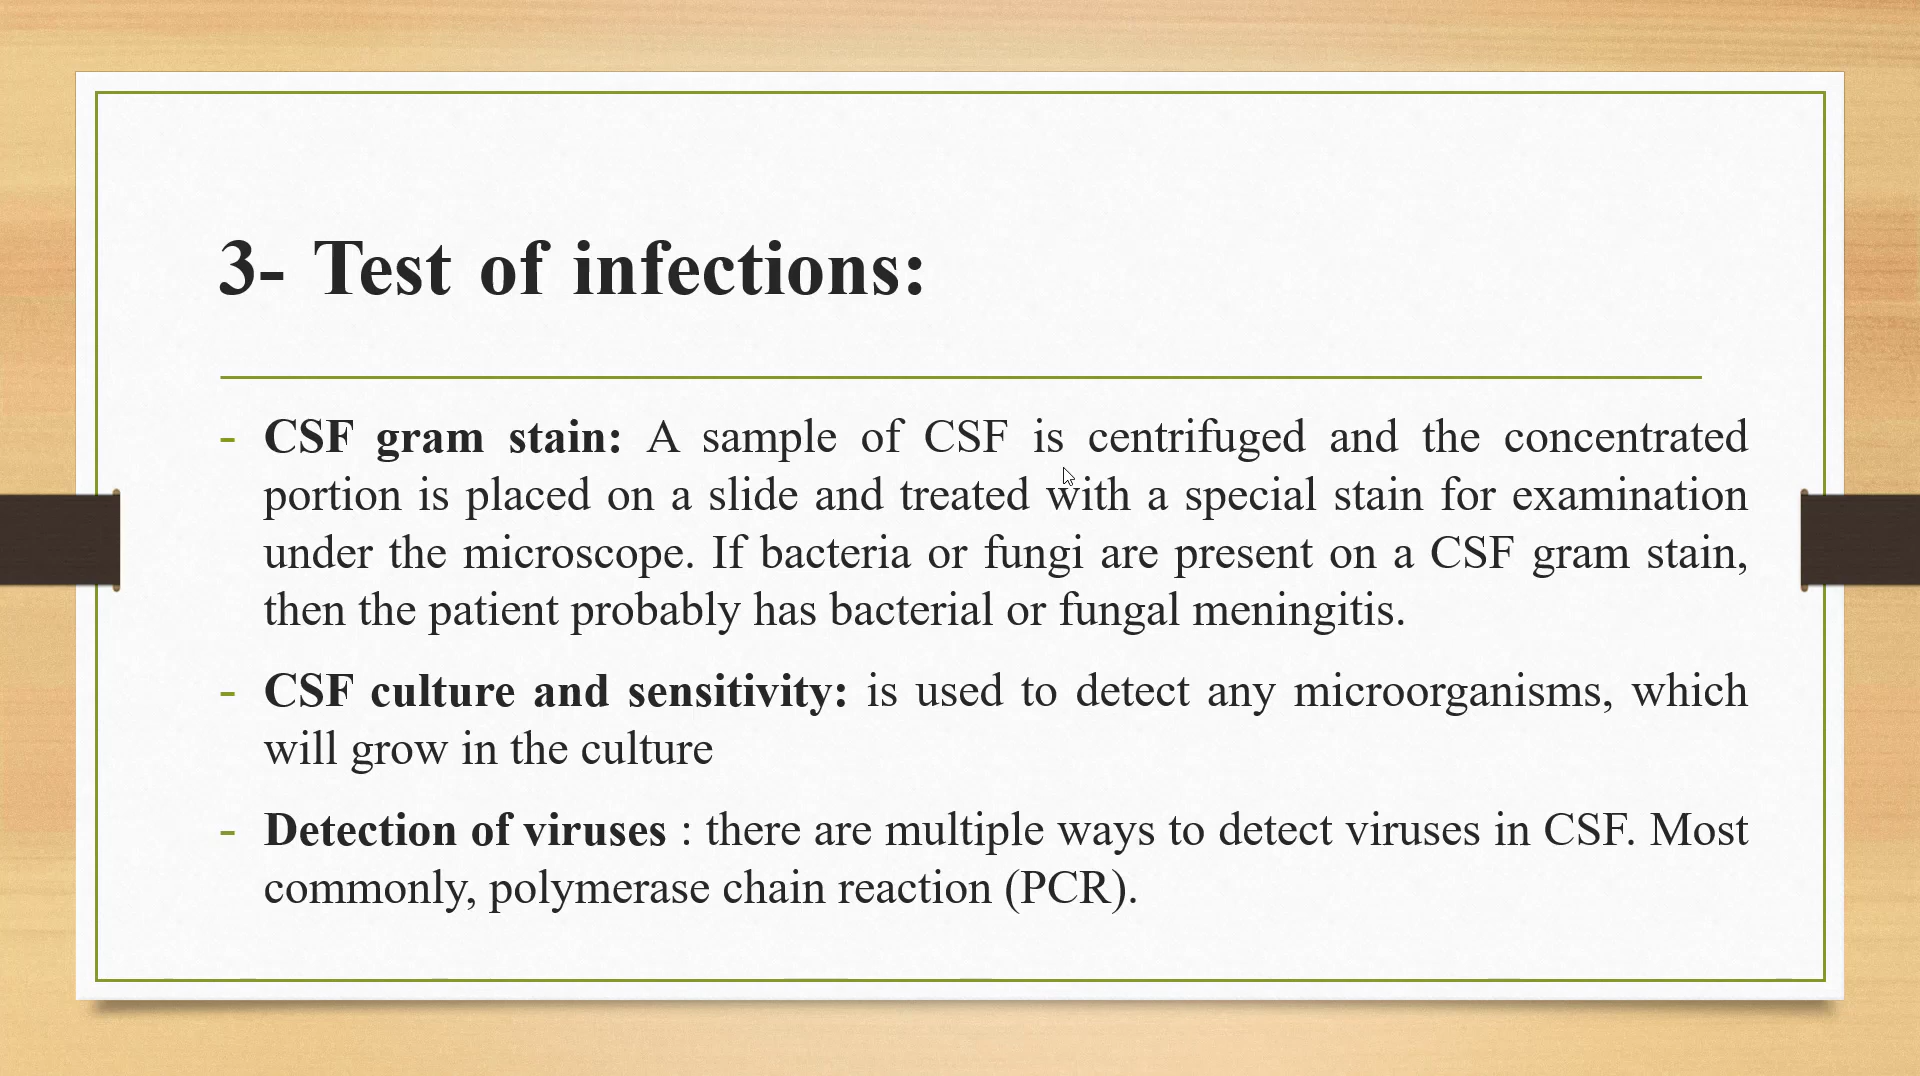 3- Test of infections:
- CSF gram stain: A sample of CSF is centrifuged and the concentrated
portion is placed on a slide and treated with a special stain for examination
under the microscope. If bacteria or fungi are present on a CSF gram stain,
then the patient probably has bacterial or fungal meningitis.
- CSF culture and sensitivity: is used to detect any microorganisms, which
will grow in the culture
- Detection of viruses : there are multiple ways to detect viruses in CSF. Most
commonly, polymerase chain reaction (PCR).